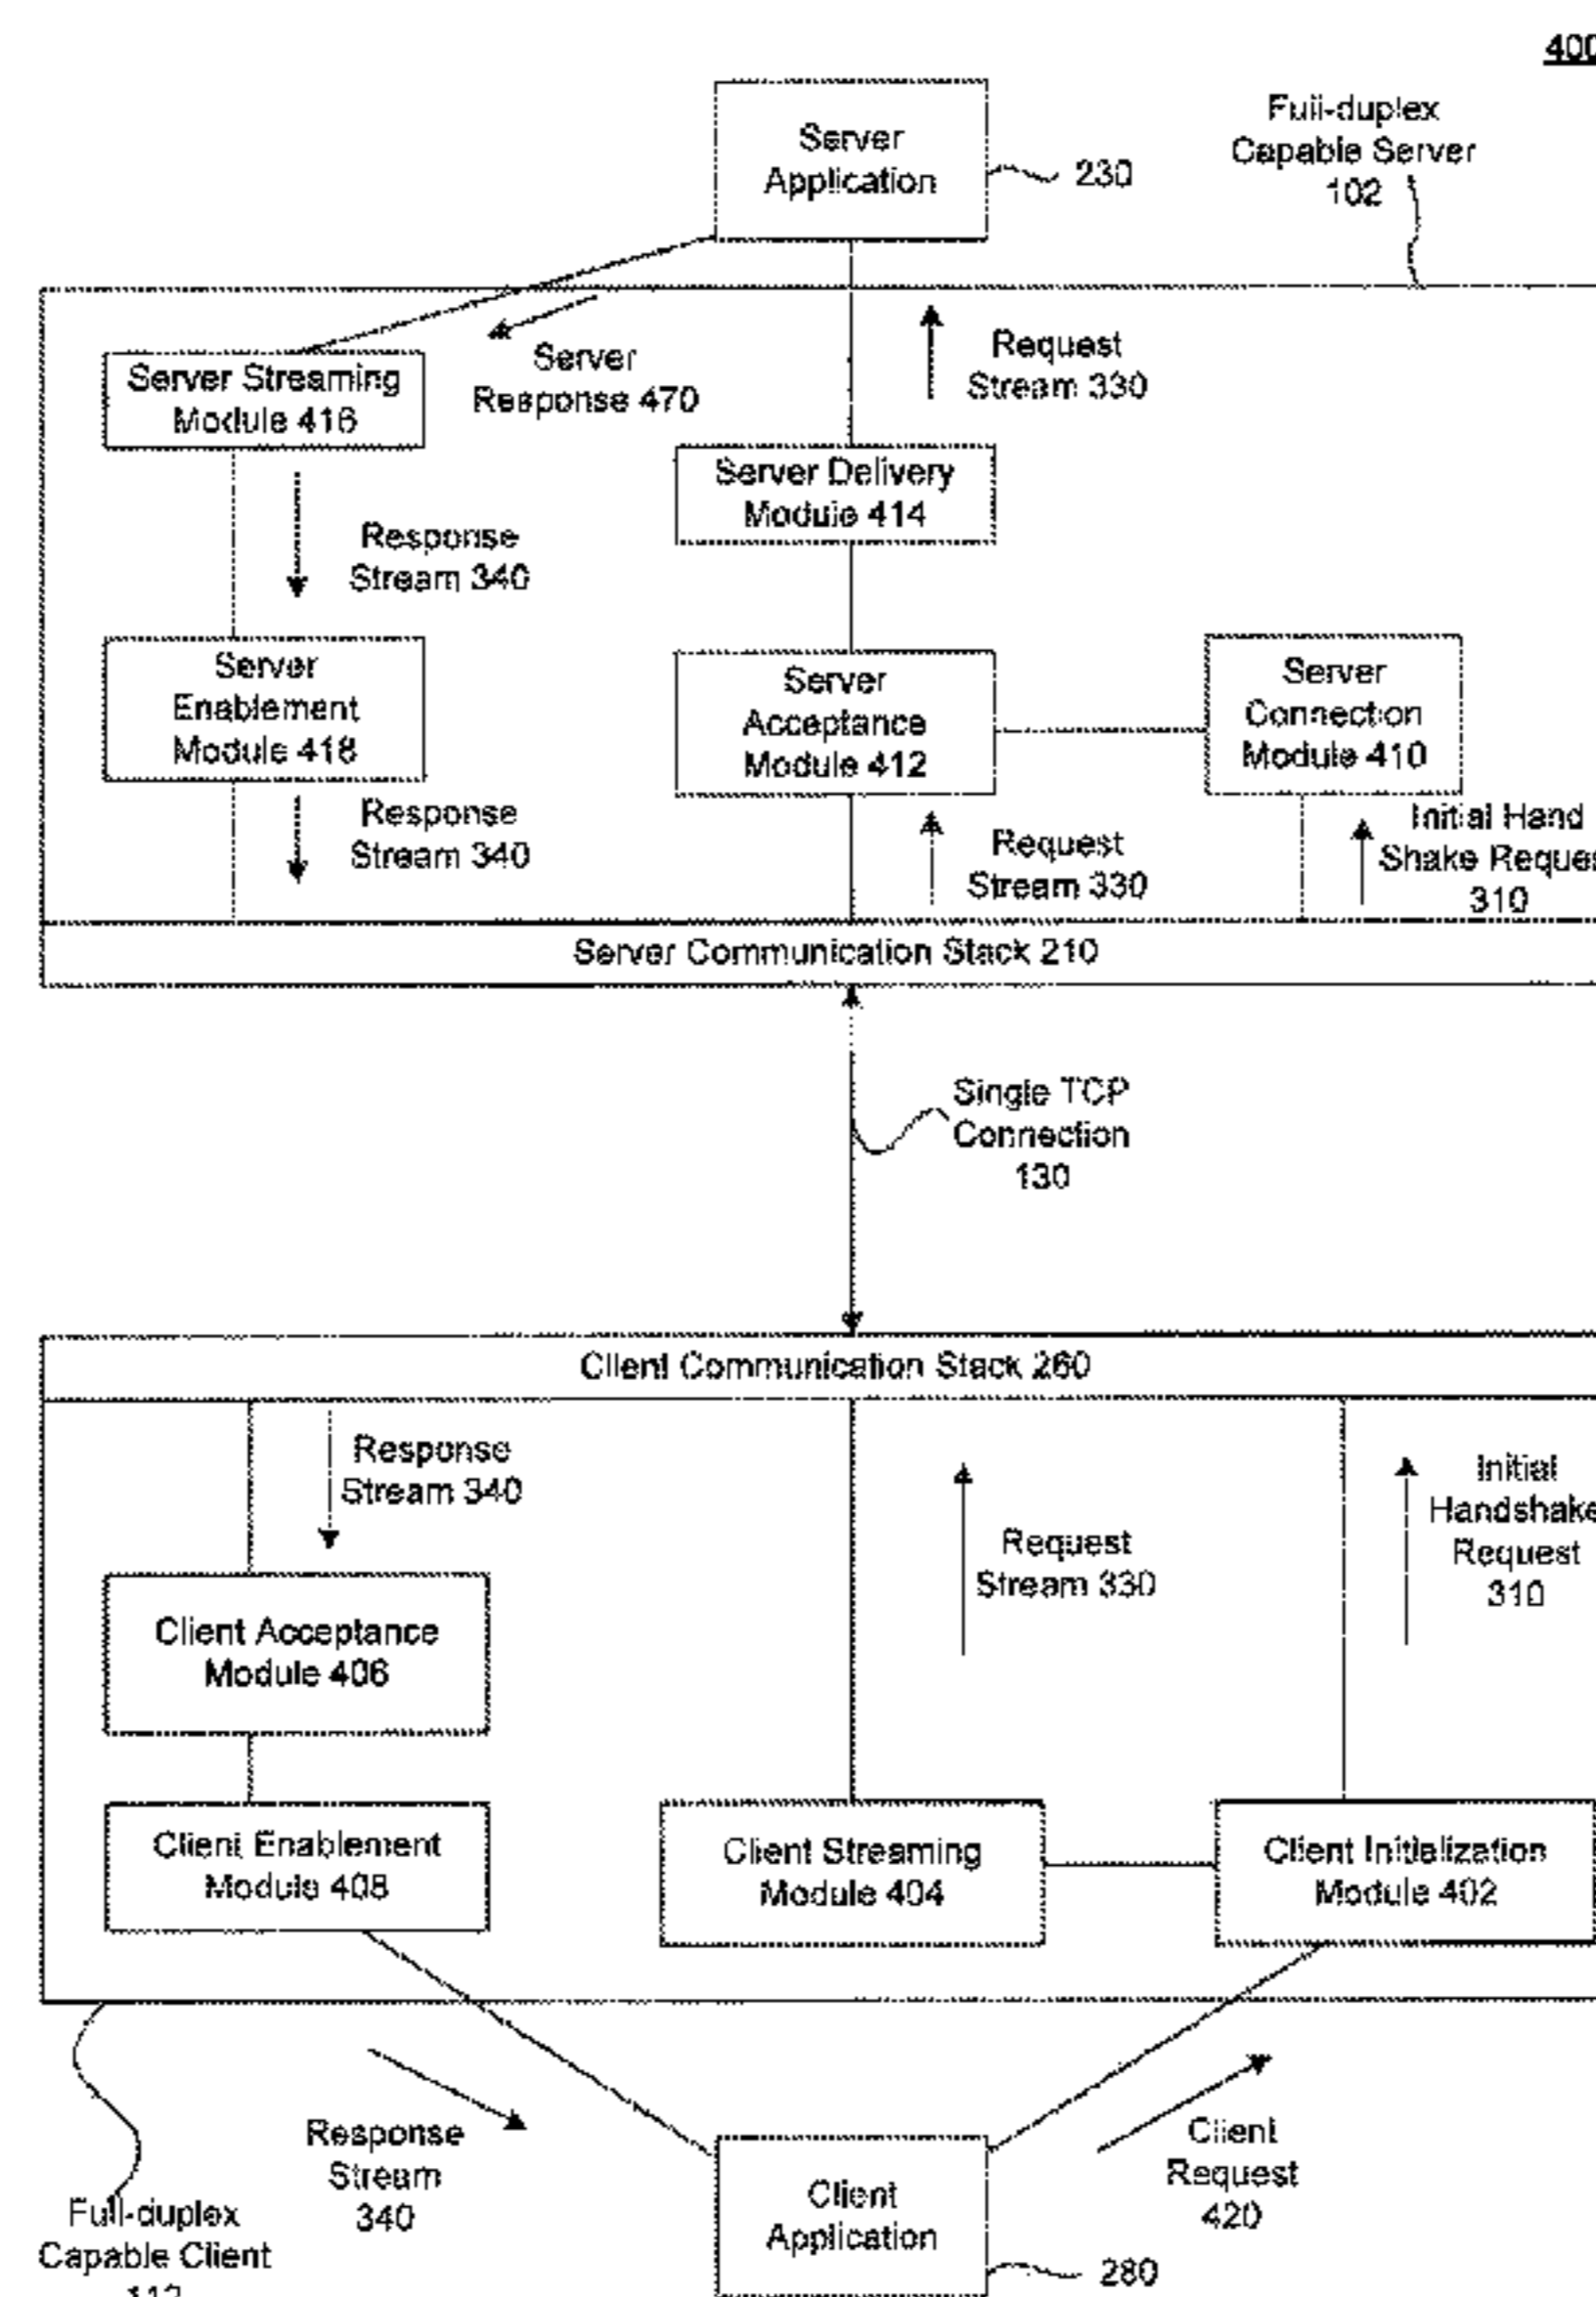 400
Server
Application
230
Full-duplex
Capable Server
102
Server
Response 470
Request
Stream 330
Server Streaming
Module 416
Server Delivery
Module 414
Response
Stream 340
Server
Enablement
Module 418
Server
Acceptance
Module 412
Server
Connection
Module 410
Response
Stream 340
Request
Stream 330
Initial Hand
Shake Reques
310
Server Communication Stack 210
Single TCP
Connection
130
Client Communication Stack 260
Response
Stream 340
Request
Stream 330
Initial
Handshake
Request
310
Client Acceptance
Module 406
Client Enablement
Module 408
Client Streaming
Module 404
Client Initialization
Module 402
Response
Stream
340
Client
Request
420
Full-duplex
Capable Client
Client
Application
280